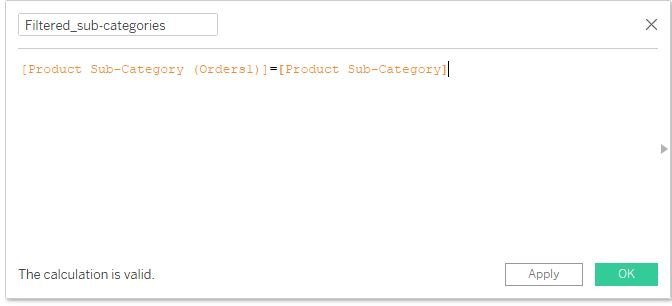 Filtered_sub-categories
[Product Sub-Category (Orders1)]=[Product Sub-Category]
The calculation is valid.
Apply
OK